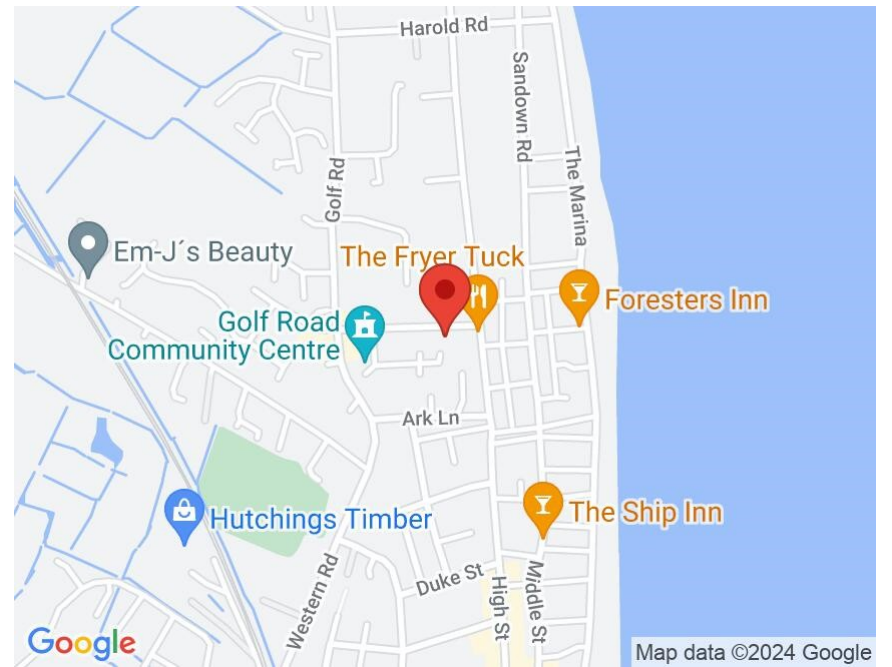 Harold Rd
Sandown Rd
The Marina
Golf Rd
Em-J´s Beauty
The Fryer Tuck
Foresters Inn
Golf Road
Community Centre
Ark Ln
Hutchings Timber
The Ship Inn
Western Rd
Duke St
High St
Middle St
Google
Map data ©2024 Google